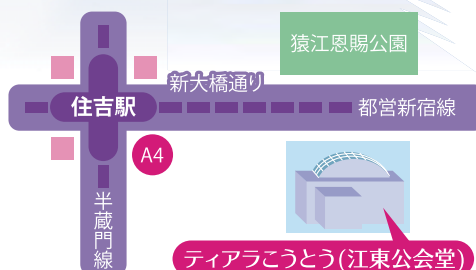 猿江恩賜公園
新大橋通り
住吉駅
都営新宿線
A4
半蔵門線
ティアラこうとう(江東公会堂)